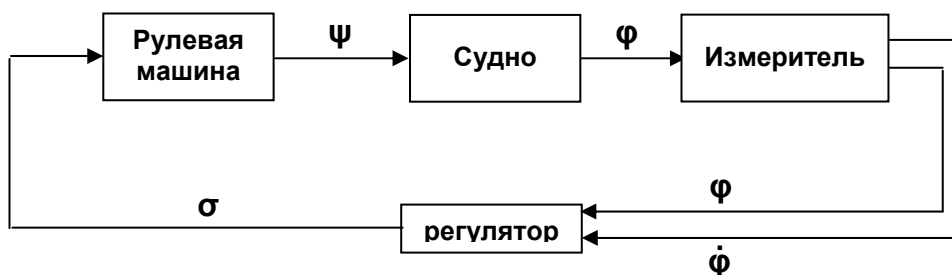 Рулевая
машина
ψ
Судно
φ
Измеритель
σ
регулятор
φ
φ̇